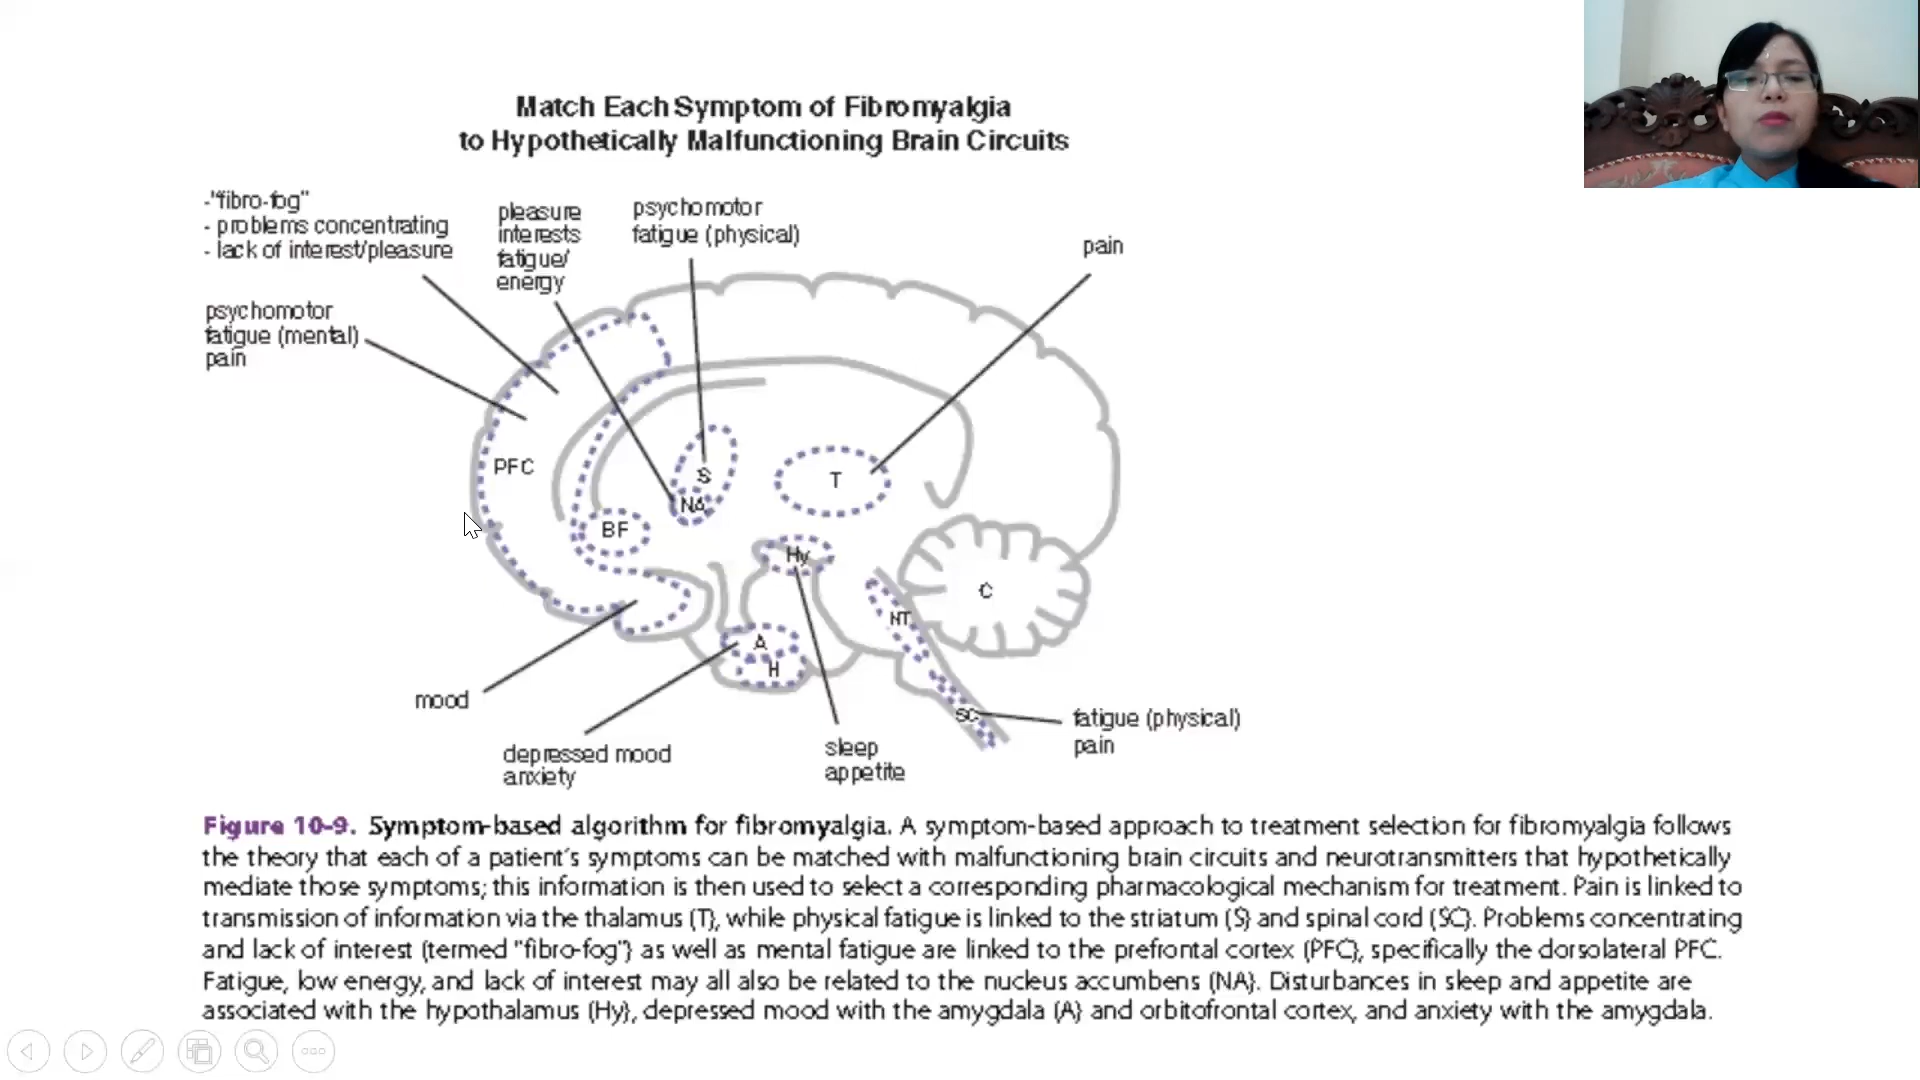 Match Each Symptom of Fibromyalgia
to Hypothetically Malfunctioning Brain Circuits
-"fibro-fog"
- problems concentrating
- lack of interest/pleasure
pleasure
interests
fatigue/
energy
psychomotor
fatigue (physical)
pain
psychomotor
fatigue (mental)
pain
PFC
S
NA
T
BF
Hy
C
NT
A
H
SC
mood
depressed mood
anxiety
sleep
appetite
fatigue (physical)
pain
Figure 10-9. Symptom-based algorithm for fibromyalgia. A symptom-based approach to treatment selection for fibromyalgia follows
the theory that each of a patient's symptoms can be matched with malfunctioning brain circuits and neurotransmitters that hypothetically
mediate those symptoms; this information is then used to select a corresponding pharmacological mechanism for treatment. Pain is linked to
transmission of information via the thalamus (T), while physical fatigue is linked to the striatum (S) and spinal cord (SC). Problems concentrating
and lack of interest (termed "fibro-fog") as well as mental fatigue are linked to the prefrontal cortex (PFC), specifically the dorsolateral PFC.
Fatigue, low energy, and lack of interest may all also be related to the nucleus accumbens (NA). Disturbances in sleep and appetite are
associated with the hypothalamus (Hy), depressed mood with the amygdala (A) and orbitofrontal cortex, and anxiety with the amygdala.